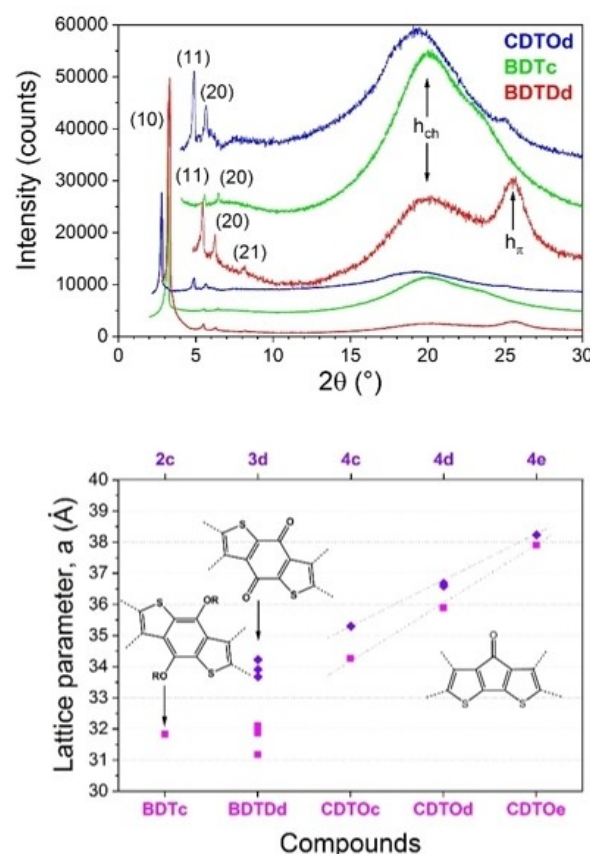 60000
50000
40000
30000
20000
10000
0
Intensity (counts)
(11)
(20)
(10)
(11)
(20)
(20)
(21)
CDTOd
BDTc
BDTDd
h_ch
h_π
0 5 10 15 20 25 30
2θ (°)
2c 3d 4c 4d 4e
40
39
38
37
36
35
34
33
32
31
30
Lattice parameter, a (Å)
S
O
O
S
S
OR
RO
S
O
S
S
BDTc BDTDd CDTOc CDTOd CDTOe
Compounds